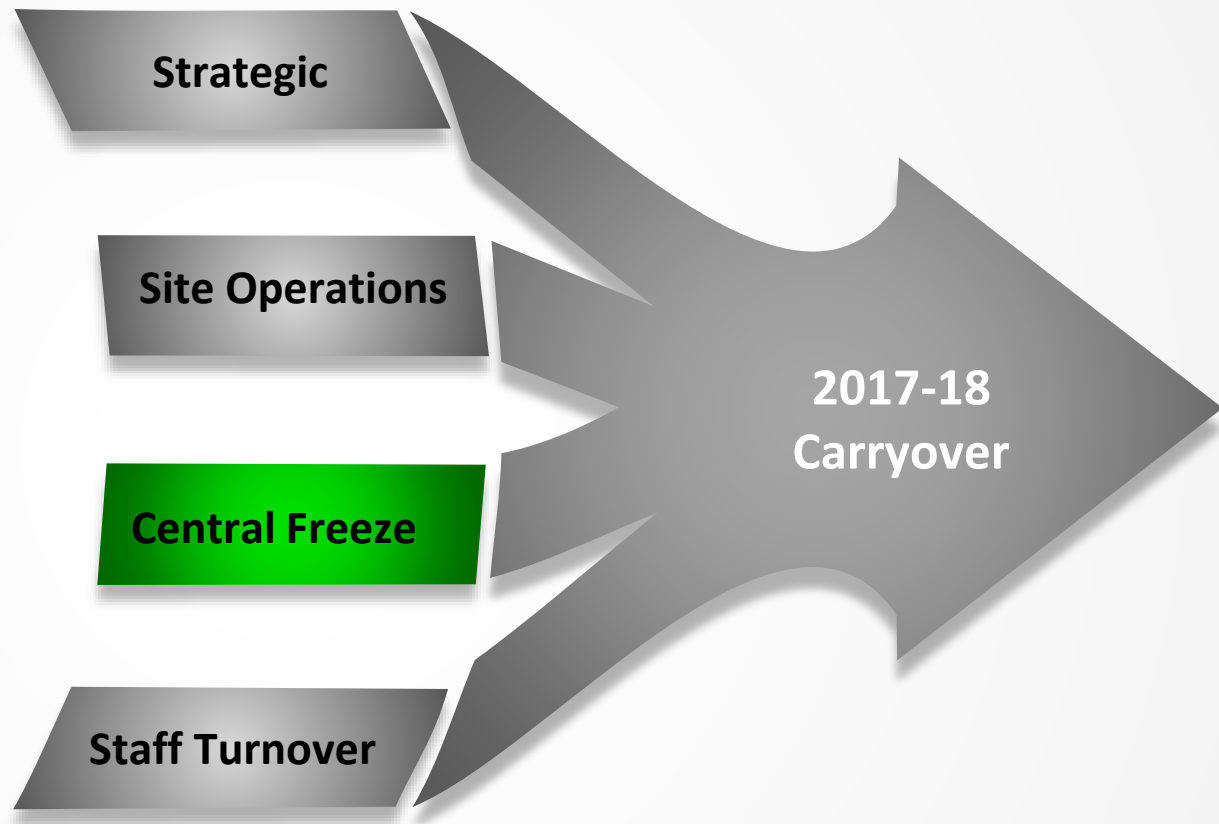 Strategic
Site Operations
2017-18
Carryover
Central Freeze
Staff Turnover